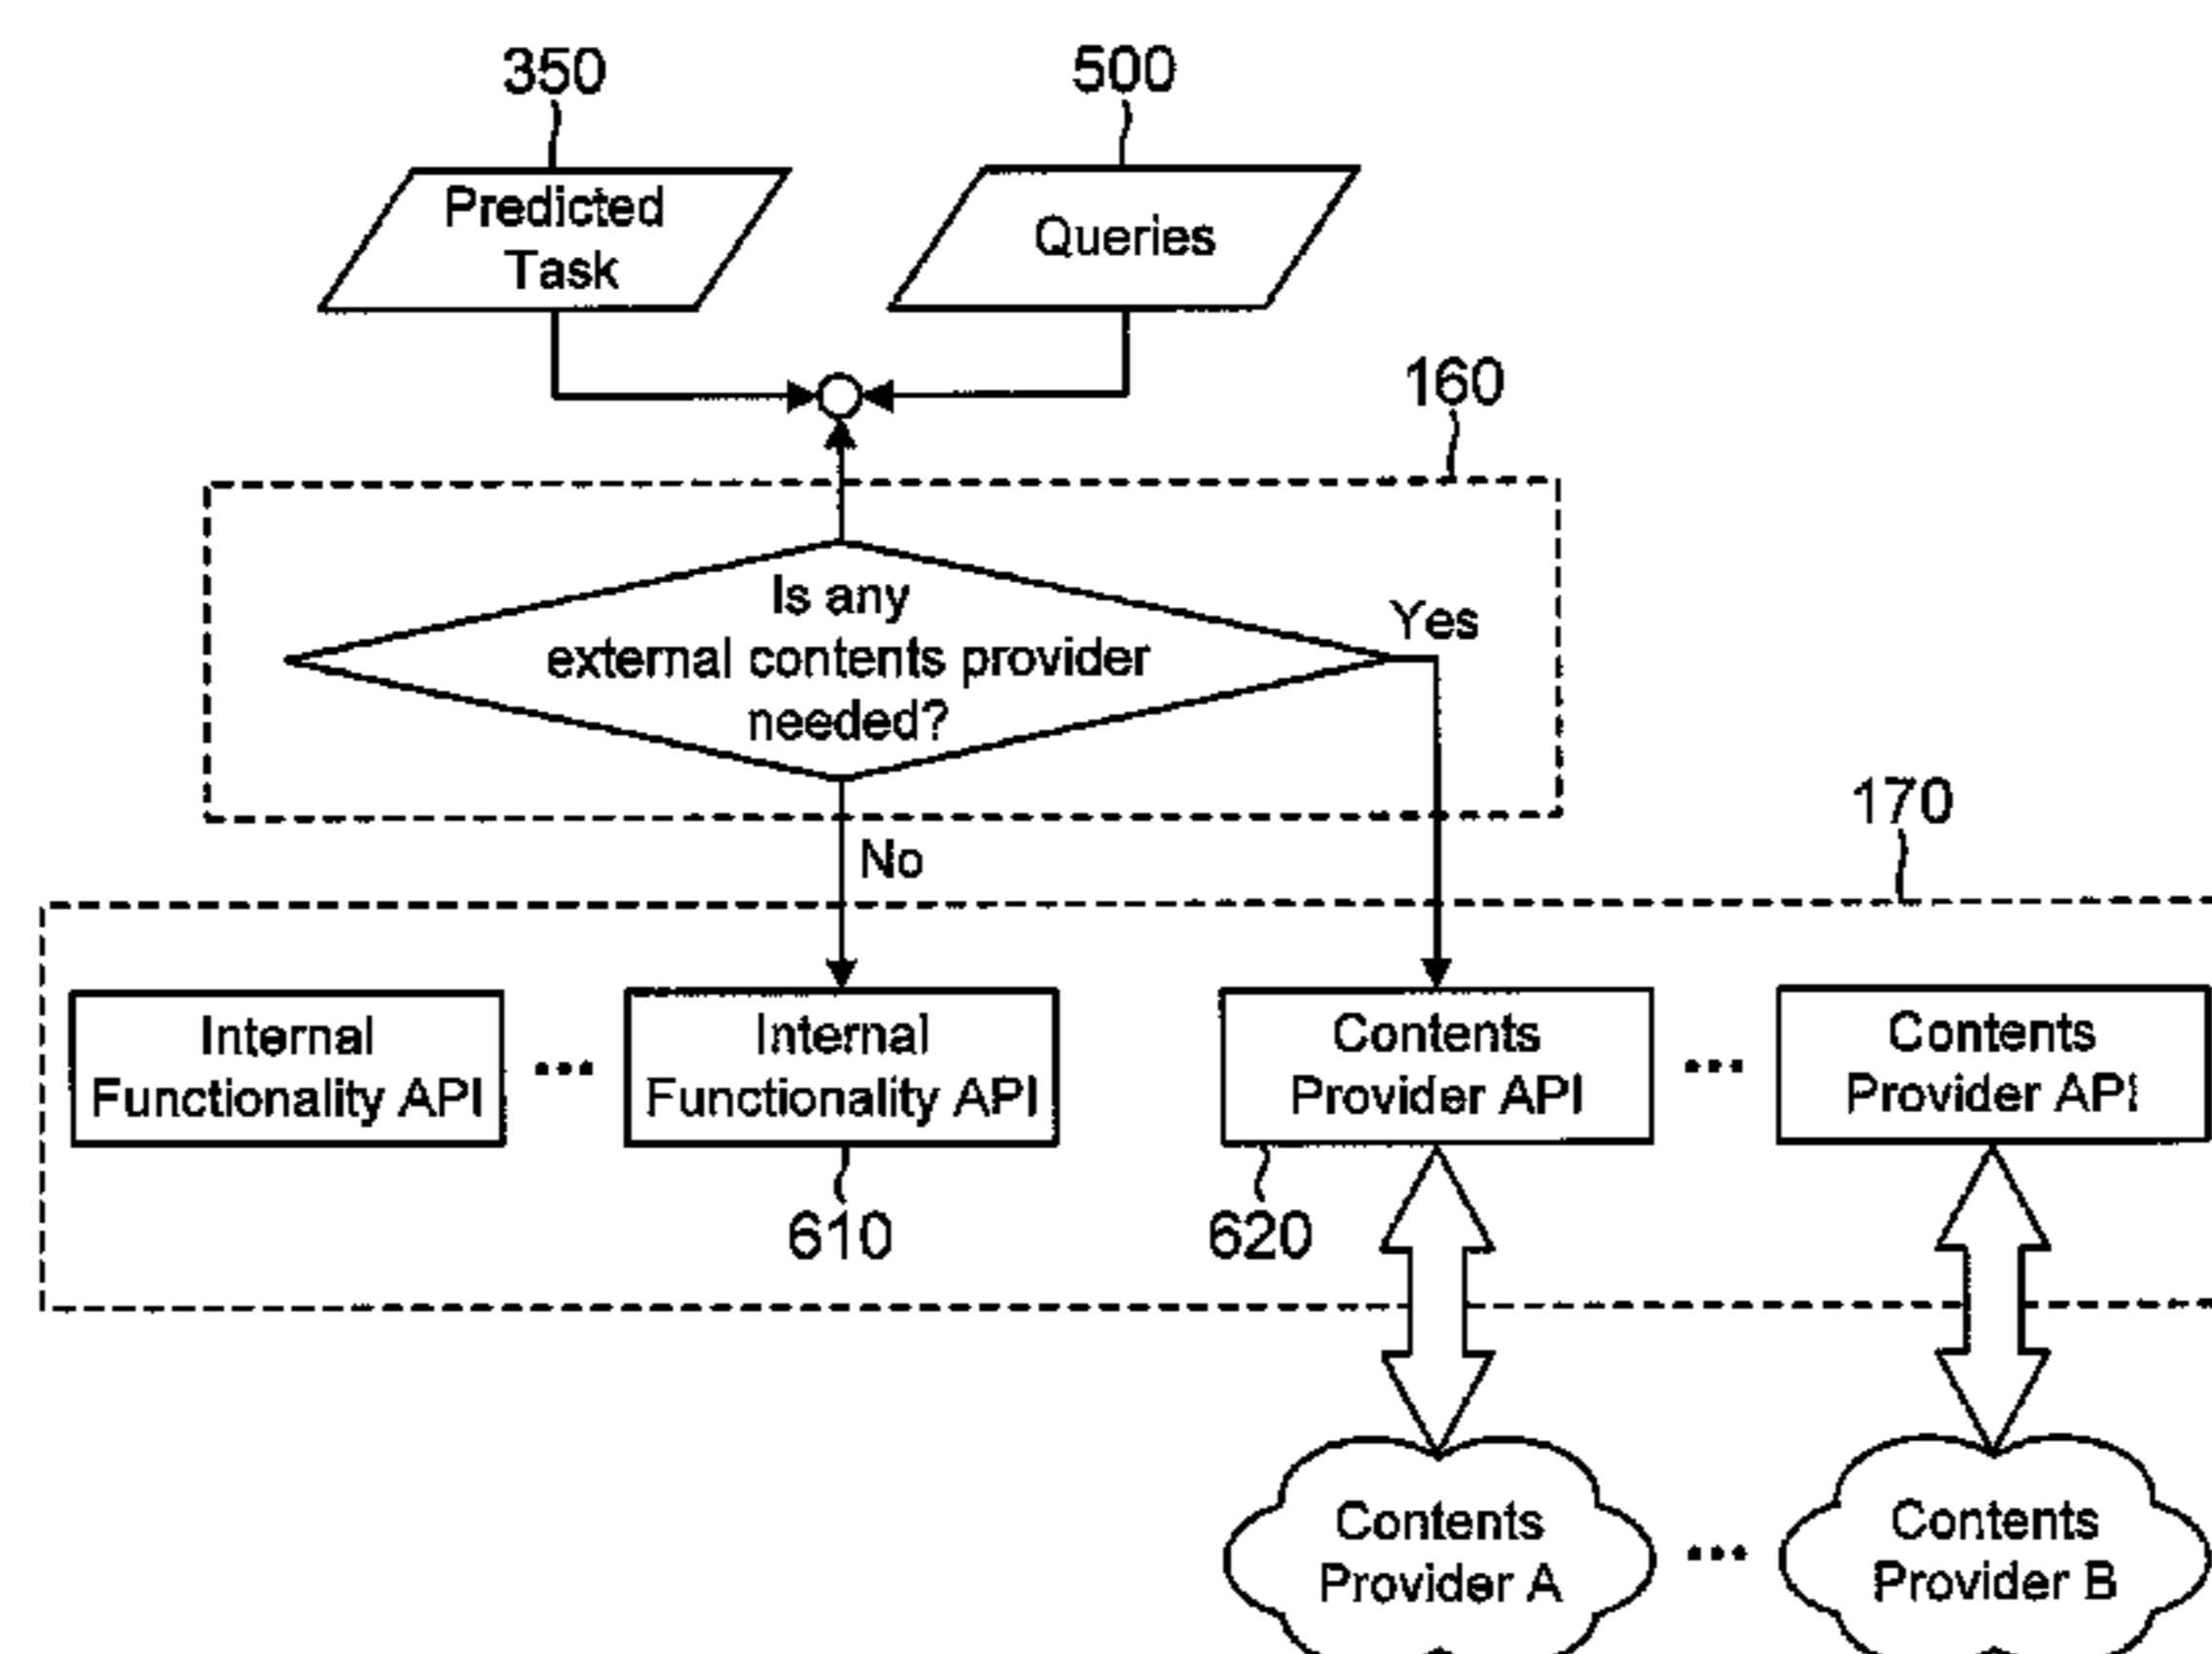 350
500
Predicted
Task
Queries
160
Is any
external contents provider
needed?
Yes
No
170
Internal
Functionality API
...
Internal
Functionality API
Contents
Provider API
...
Contents
Provider API
610
620
Contents
Provider A
...
Contents
Provider B